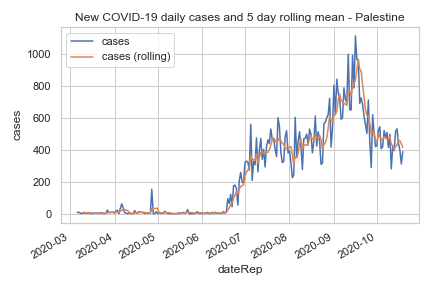 New COVID-19 daily cases and 5 day rolling mean - Palestine
cases
cases (rolling)
1000
800
600
400
200
0
cases
2020-03
2020-04
2020-05
2020-06
2020-07
2020-08
2020-09
2020-10
dateRep